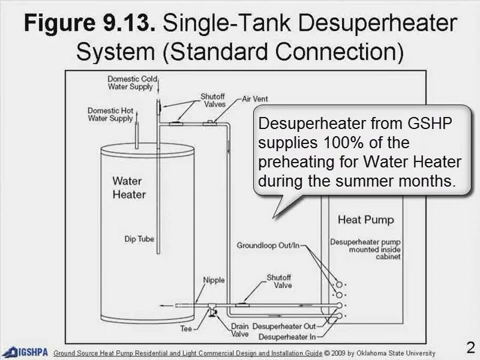 Figure 9.13. Single-Tank Desuperheater
System (Standard Connection)
Domestic Cold
Water Supply
Shutoff
Valves
Air Vent
Domestic Hot
Water Supply
Desuperheater from GSHP
supplies 100% of the
preheating for Water Heater
during the summer months.
Water
Heater
Heat Pump
Dip Tube
Groundloop Out/In
Desuperheater pump
mounted inside
cabinet
Nipple
Shutoff
Valve
Tee
Drain
Valve
Desuperheater Out
Desuperheater In
2
IGSHPA
Ground Source Heat Pump Residential and Light Commercial Design and Installation Guide © 2009 by Oklahoma State University